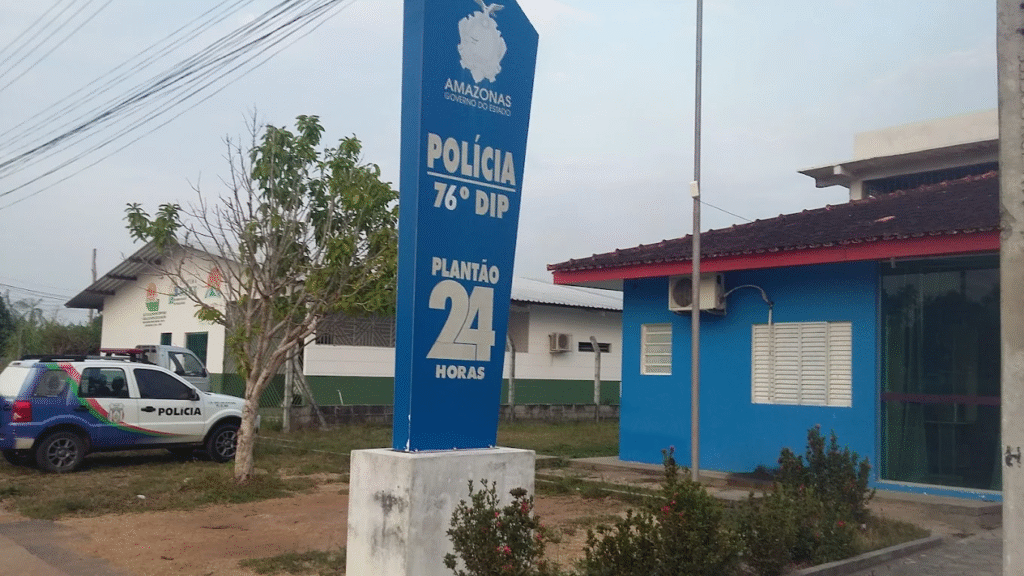 AMAZONAS
GOVERNO DO ESTADO
POLÍCIA
76º DIP
PLANTÃO
24
HORAS
POLICIA